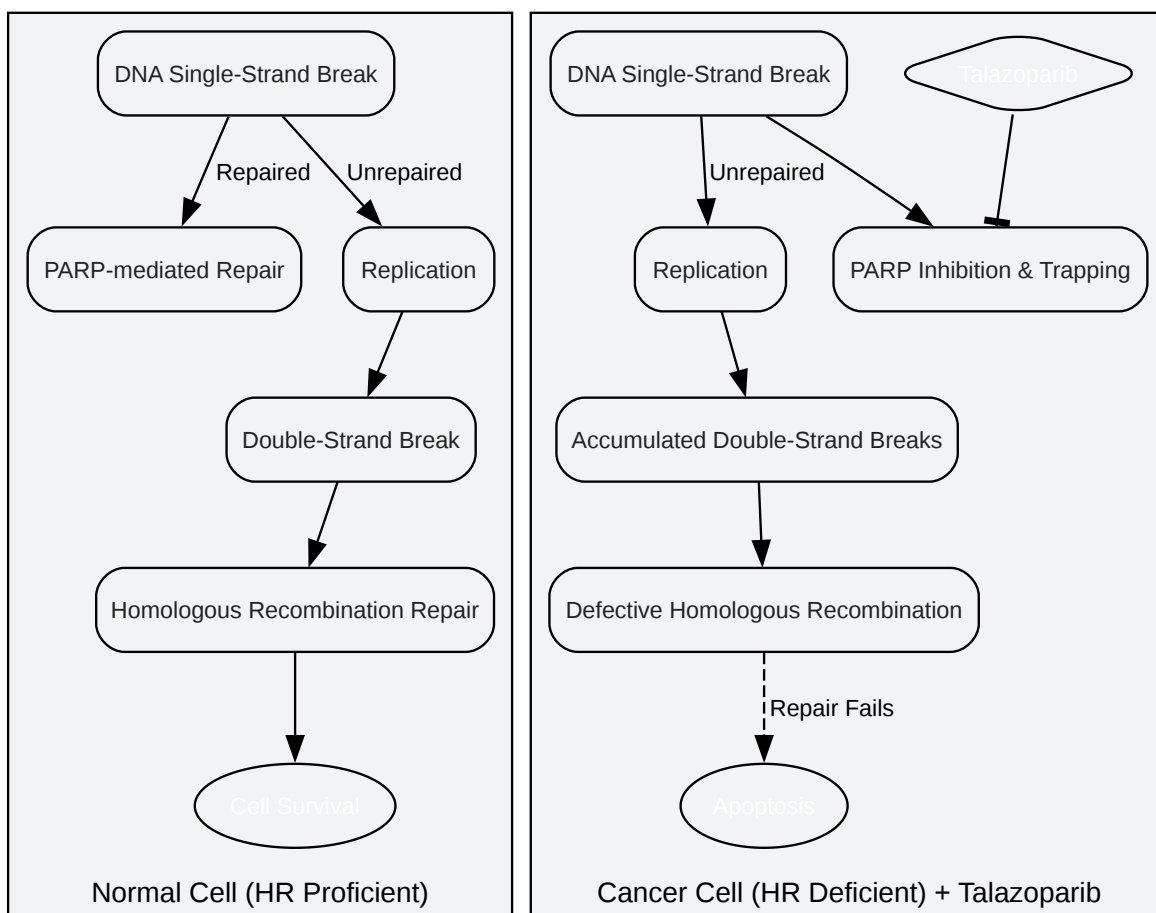 DNA Single-Strand Break
Repaired
Unrepaired
PARP-mediated Repair
Replication
Double-Strand Break
Homologous Recombination Repair
Cell Survival
Normal Cell (HR Proficient)
DNA Single-Strand Break
Talazoparib
Unrepaired
Replication
PARP Inhibition & Trapping
Accumulated Double-Strand Breaks
Defective Homologous Recombination
Repair Fails
Apoptosis
Cancer Cell (HR Deficient) + Talazoparib